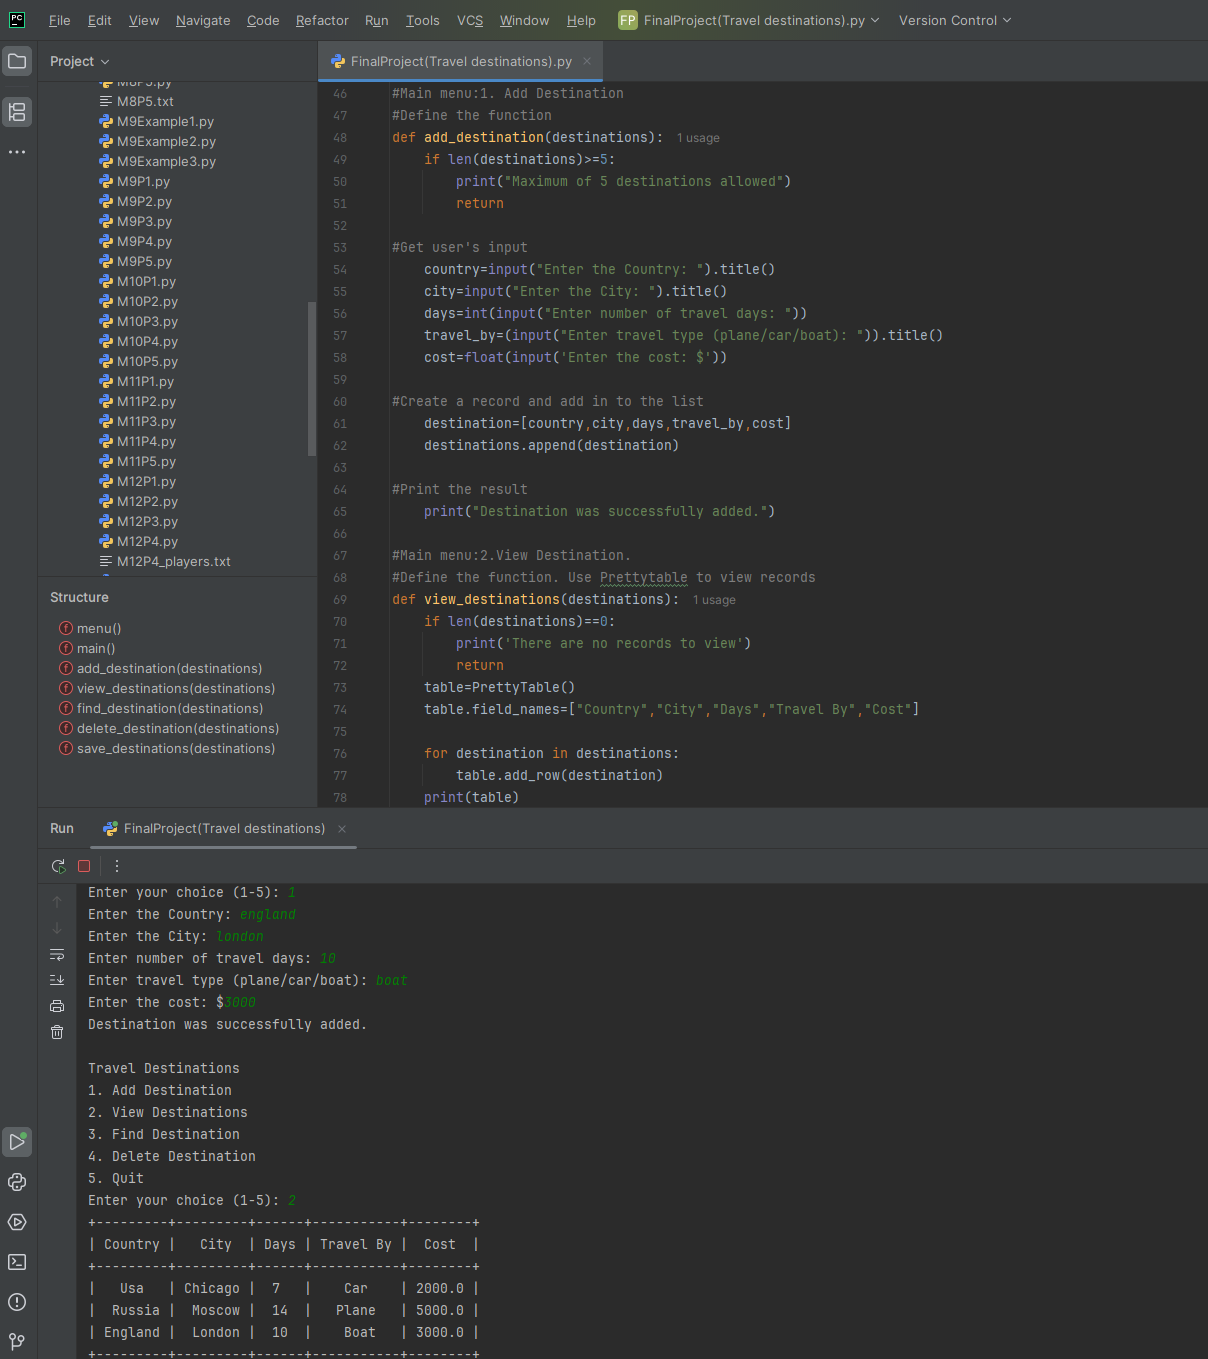 PC
File Edit View Navigate Code Refactor Run Tools VCS Window Help FP FinalProject(Travel destinations).py Version Control
Project
FinalProject(Travel destinations).py
M8P5.py
M8P5.txt
M9Example1.py
M9Example2.py
M9Example3.py
M9P1.py
M9P2.py
M9P3.py
M9P4.py
M9P5.py
M10P1.py
M10P2.py
M10P3.py
M10P4.py
M10P5.py
M11P1.py
M11P2.py
M11P3.py
M11P4.py
M11P5.py
M12P1.py
M12P2.py
M12P3.py
M12P4.py
M12P4_players.txt
Structure
f menu()
f main()
f add_destination(destinations)
f view_destinations(destinations)
f find_destination(destinations)
f delete_destination(destinations)
f save_destinations(destinations)
46 #Main menu:1. Add Destination
47 #Define the function
48 def add_destination(destinations): 1 usage
49     if len(destinations)>=5:
50         print("Maximum of 5 destinations allowed")
51         return
52
53 #Get user's input
54     country=input("Enter the Country: ").title()
55     city=input("Enter the City: ").title()
56     days=int(input("Enter number of travel days: "))
57     travel_by=(input("Enter travel type (plane/car/boat): ")).title()
58     cost=float(input('Enter the cost: $'))
59
60 #Create a record and add in to the list
61     destination=[country,city,days,travel_by,cost]
62     destinations.append(destination)
63
64 #Print the result
65     print("Destination was successfully added.")
66
67 #Main menu:2.View Destination.
68 #Define the function. Use Prettytable to view records
69 def view_destinations(destinations): 1 usage
70     if len(destinations)==0:
71         print('There are no records to view')
72         return
73     table=PrettyTable()
74     table.field_names=["Country","City","Days","Travel By","Cost"]
75
76     for destination in destinations:
77         table.add_row(destination)
78     print(table)
Run FinalProject(Travel destinations)
Enter your choice (1-5): 1
Enter the Country: england
Enter the City: london
Enter number of travel days: 10
Enter travel type (plane/car/boat): boat
Enter the cost: $3000
Destination was successfully added.
Travel Destinations
1. Add Destination
2. View Destinations
3. Find Destination
4. Delete Destination
5. Quit
Enter your choice (1-5): 2
+---------+---------+------+-----------+--------+
| Country |   City  | Days | Travel By |  Cost  |
+---------+---------+------+-----------+--------+
|   Usa   | Chicago |  7   |    Car    | 2000.0 |
|  Russia |  Moscow |  14  |   Plane   | 5000.0 |
| England |  London |  10  |    Boat   | 3000.0 |
+---------+---------+------+-----------+--------+